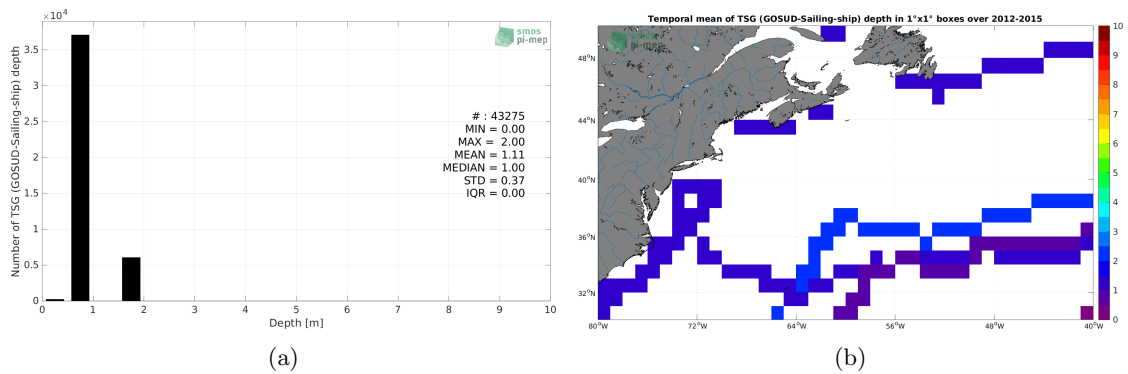 ×10⁴
3.5
3
2.5
2
1.5
1
0.5
0
smos
pi-mep
# : 43275
MIN = 0.00
MAX = 2.00
MEAN = 1.11
MEDIAN = 1.00
STD = 0.37
IQR = 0.00
Number of TSG (GOSUD-Sailing-ship) depth
0 1 2 3 4 5 6 7 8 9 10
Depth [m]
(a)
Temporal mean of TSG (GOSUD-Sailing-ship) depth in 1°x1° boxes over 2012-2015
smos
pi-mep
48°N
44°N
40°N
36°N
32°N
80°W 72°W 64°W 56°W 48°W 40°W
10
9
8
7
6
5
4
3
2
1
0
(b)